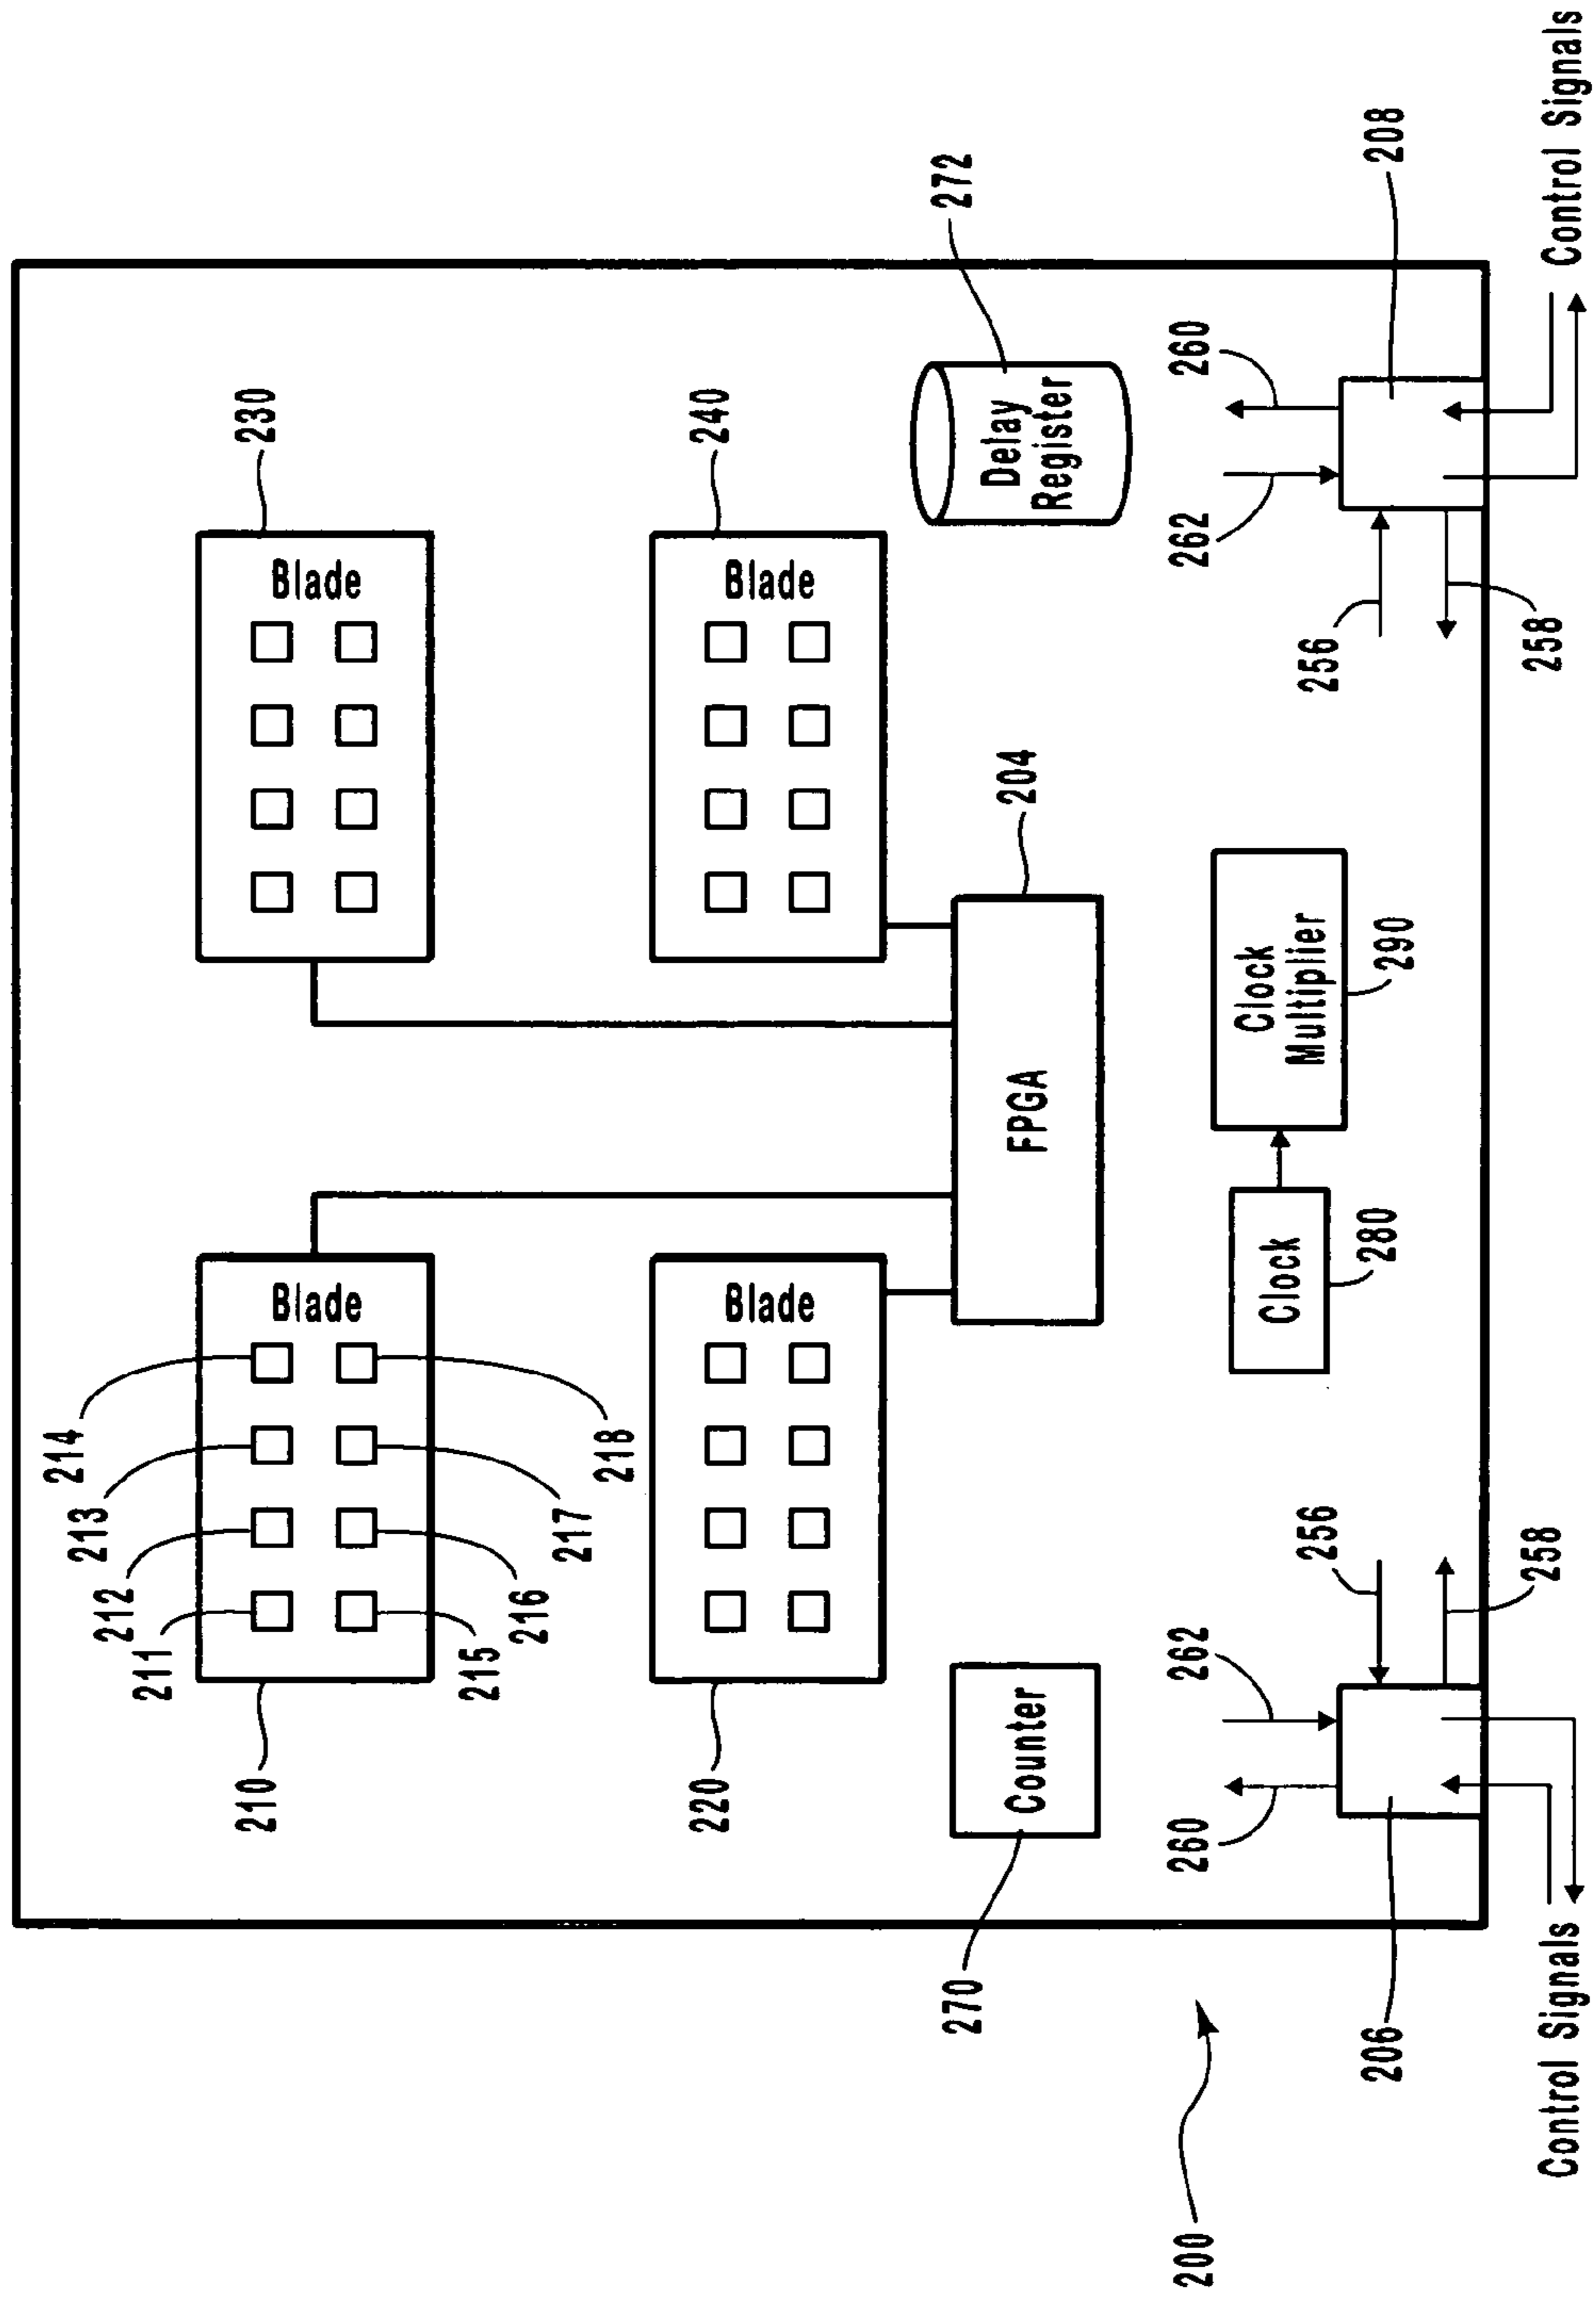 214
213
212
211
210
Blade
215
216
217
218
230
Blade
220
Blade
240
Blade
270
Counter
FPGA
204
Delay
Register
272
200
260
262
256
258
206
Control Signals
Clock
280
Clock
Multiplier
290
262
260
256
258
208
Control Signals